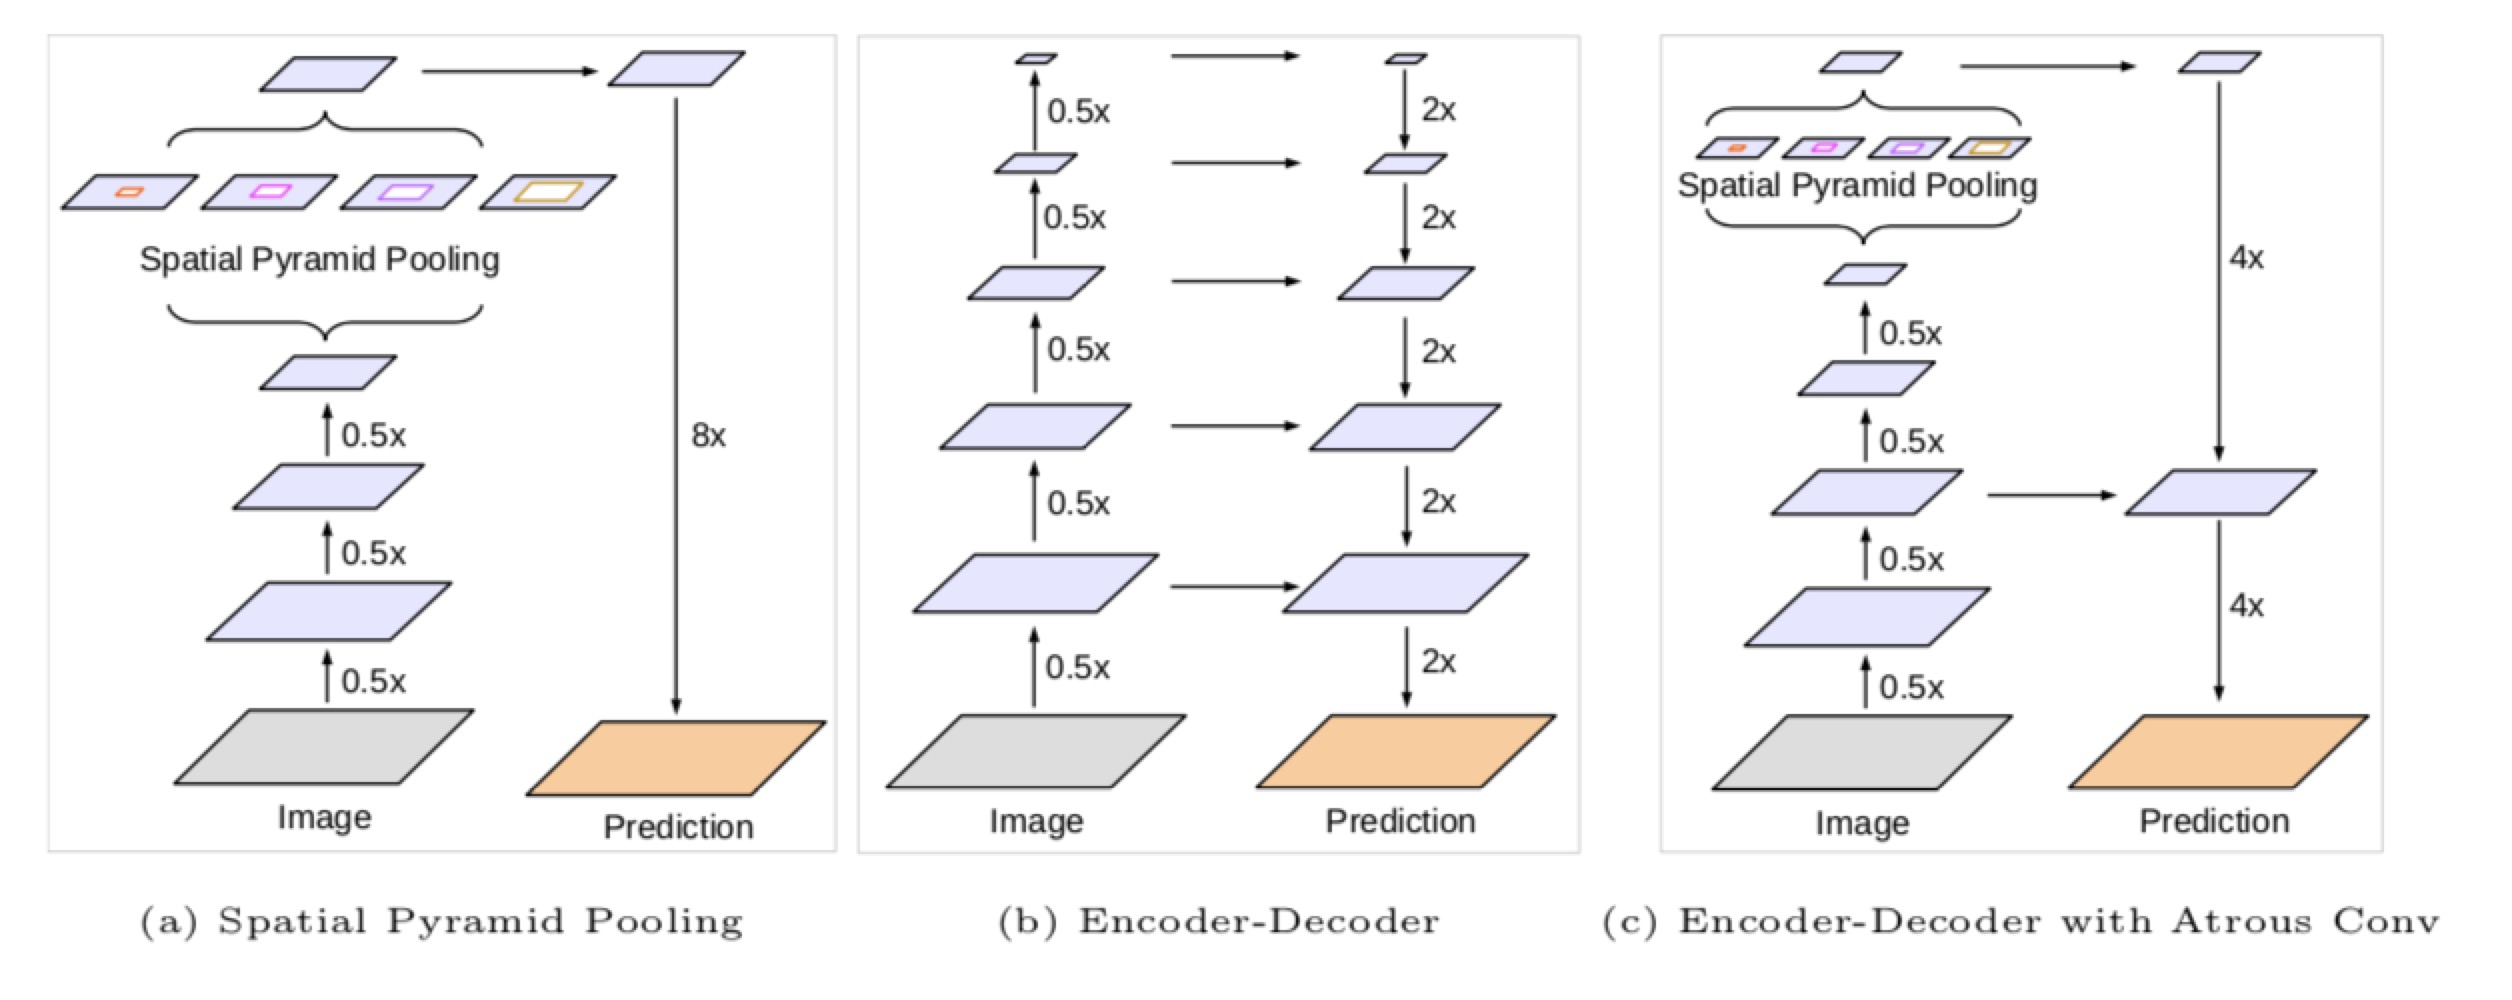 Spatial Pyramid Pooling
0.5x
0.5x
0.5x
8x
Image
Prediction
(a) Spatial Pyramid Pooling
0.5x
2x
0.5x
2x
0.5x
2x
0.5x
2x
0.5x
2x
Image
Prediction
(b) Encoder-Decoder
Spatial Pyramid Pooling
4x
0.5x
0.5x
0.5x
4x
0.5x
Image
Prediction
(c) Encoder-Decoder with Atrous Conv